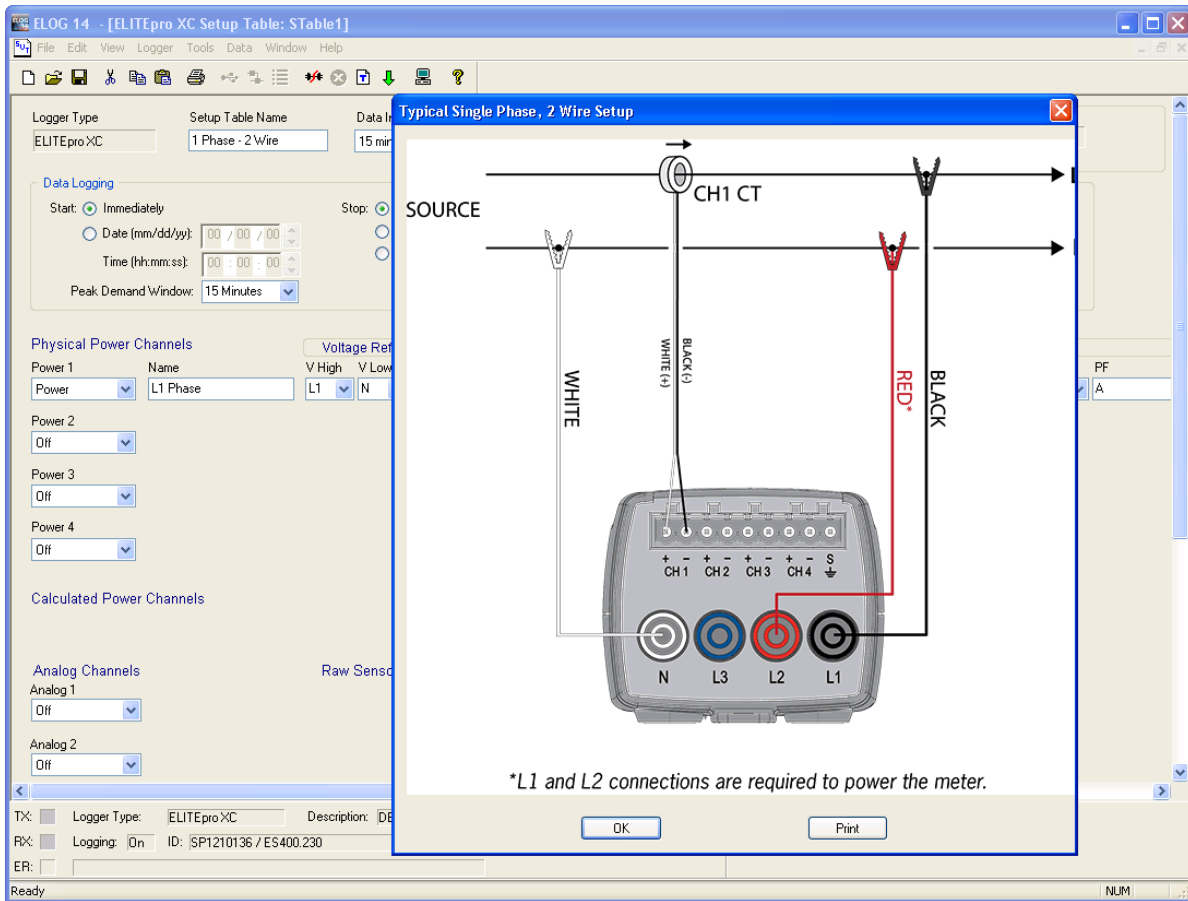 ELOG 14 - [ELITEpro XC Setup Table: STable1]
File Edit View Logger Tools Data Window Help
Logger Type Setup Table Name
ELITEpro XC 1 Phase - 2 Wire
Data Logging
Start: Immediately Stop:
Date (mm/dd/yy): 00 / 00 / 00
Time (hh:mm:ss): 00 : 00 : 00
Peak Demand Window: 15 Minutes
Physical Power Channels
Power 1 Name V High PF
Power L1 Phase L1 N A
Power 2
Off
Power 3
Off
Power 4
Off
Calculated Power Channels
Analog Channels
Analog 1
Off
Analog 2
Off
Typical Single Phase, 2 Wire Setup
CH1 CT
SOURCE
WHITE (+)
BLACK (-)
WHITE
RED*
BLACK
+ - + - + - + - S
CH 1 CH 2 CH 3 CH 4
N L3 L2 L1
*L1 and L2 connections are required to power the meter.
OK Print
TX: Logger Type: ELITEpro XC Description:
RX: Logging: On ID: SP1210136 / ES400.230
ER:
Ready NUM